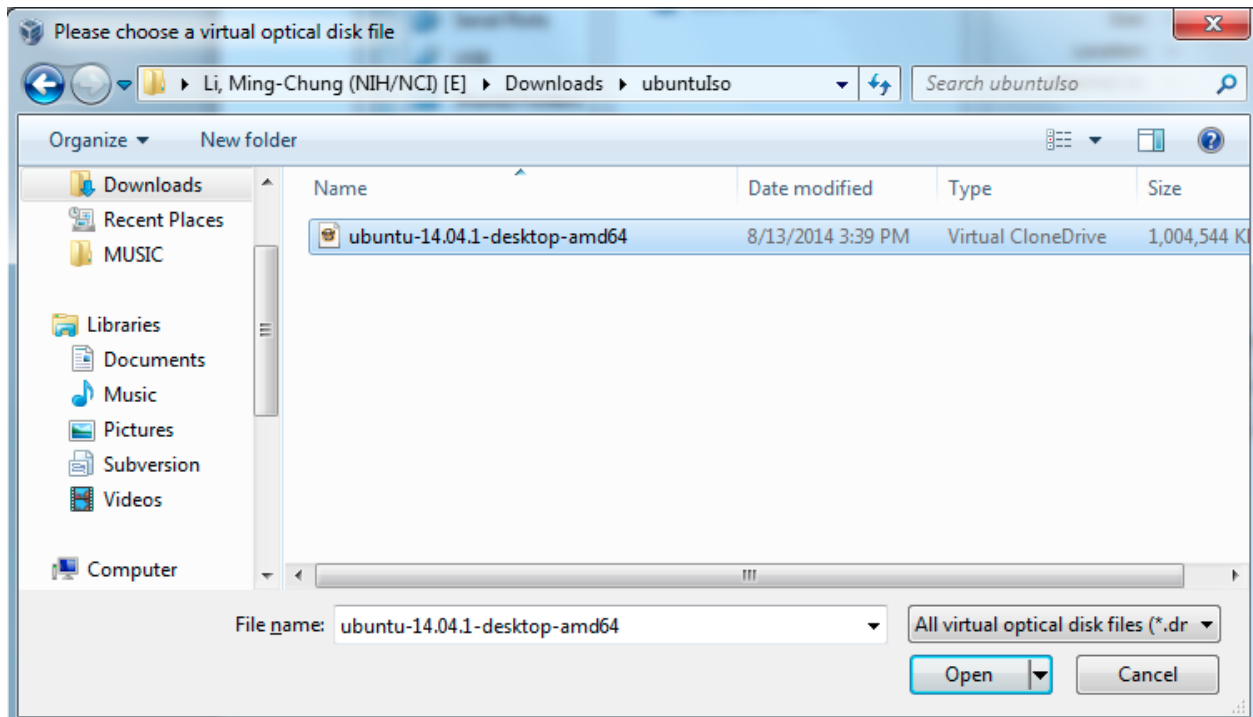 Please choose a virtual optical disk file
Li, Ming-Chung (NIH/NCI) [E] Downloads ubuntuIso Search ubuntuIso
Organize New folder
Downloads
Recent Places
MUSIC
Libraries
Documents
Music
Pictures
Subversion
Videos
Computer
Name Date modified Type Size
ubuntu-14.04.1-desktop-amd64 8/13/2014 3:39 PM Virtual CloneDrive 1,004,544
File name: ubuntu-14.04.1-desktop-amd64 All virtual optical disk files (*.dr
Open Cancel